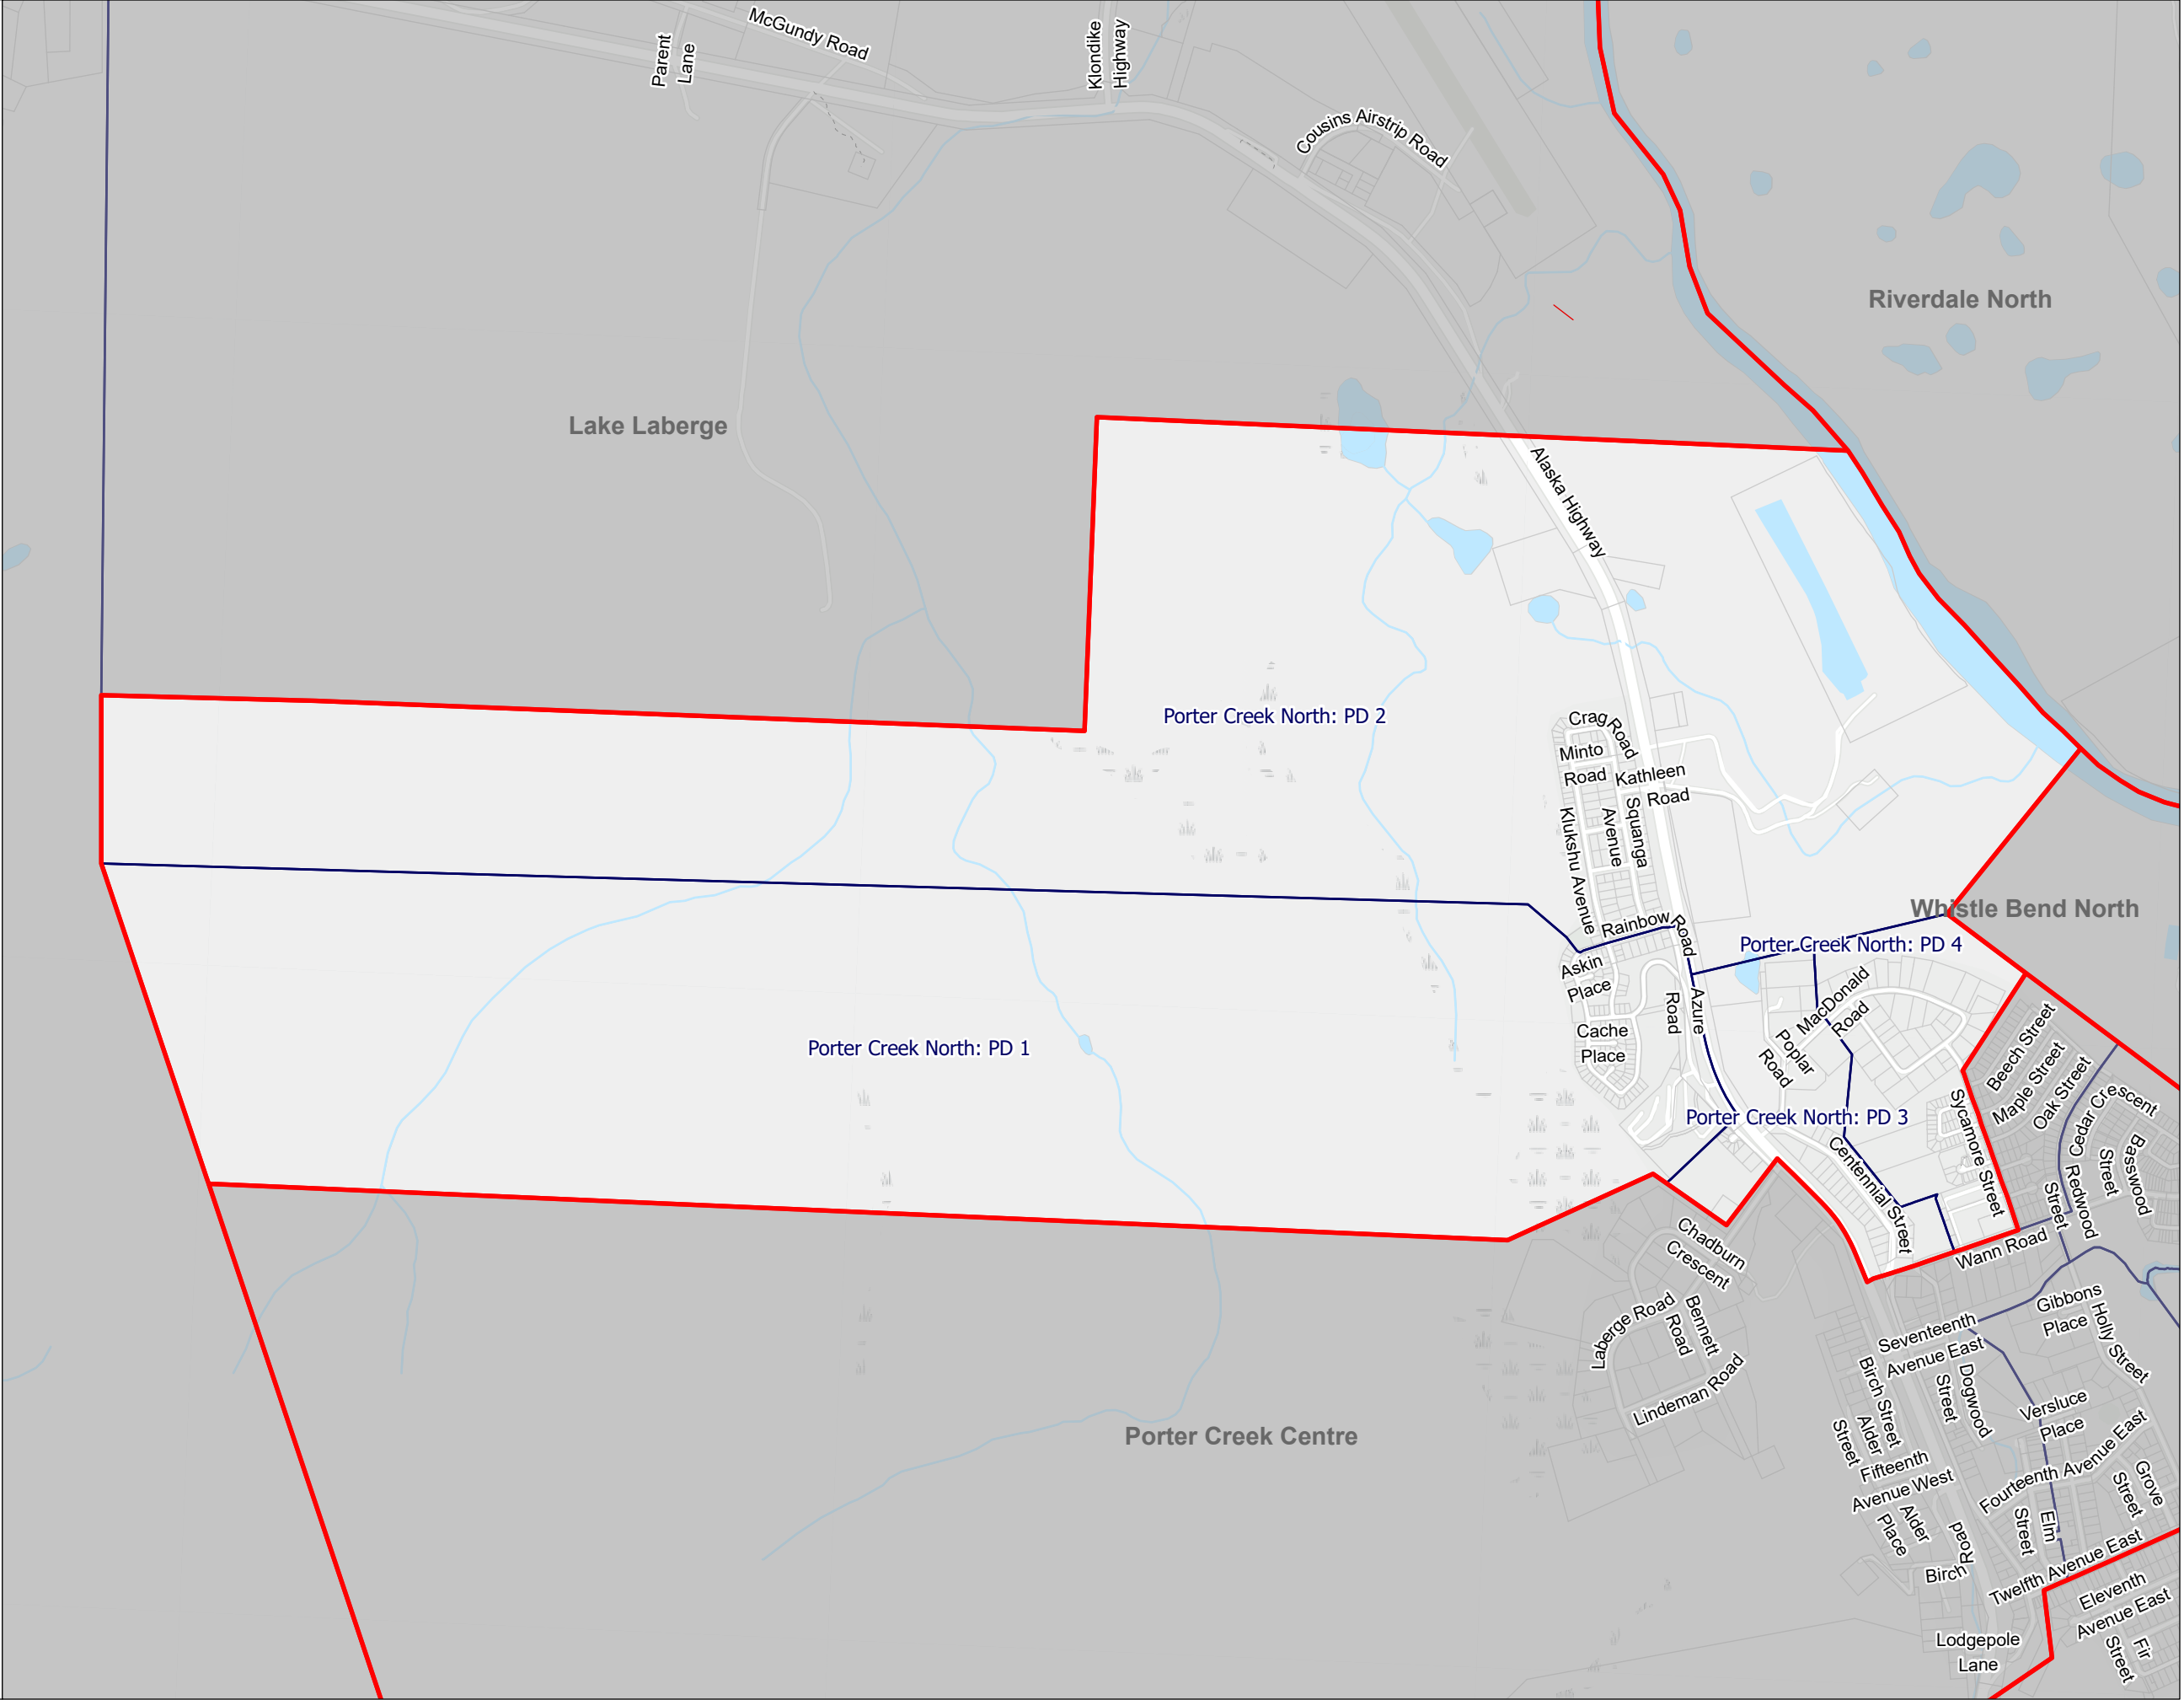 McGundy Road
Parent
Lane
Klondike
Highway
Cousins Airstrip Road
Riverdale North
Lake Laberge
Alaska Highway
Porter Creek North: PD 2
Crag
Road
Minto
Road
Kathleen
Road
Squanga
Avenue
Klukshu Avenue
Rainbow
Road
Whistle Bend North
Porter Creek North: PD 4
Askin
Place
Azure
Road
MacDonald
Road
Cache
Place
Poplar
Road
Porter Creek North: PD 1
Beech Street
Maple Street
Oak Street
Cedar Crescent
Porter Creek North: PD 3
Sycamore Street
Centennial Street
Basswood
Street
Redwood
Street
Wann Road
Chadburn
Crescent
Laberge Road
Bennett
Road
Lindeman Road
Gibbons
Place
Holly Street
Seventeenth
Avenue East
Birch Street
Dogwood
Street
Versluce
Place
Porter Creek Centre
Alder
Street
Fifteenth
Avenue West
Fourteenth Avenue East
Grove
Street
Alder
Place
Elm
Street
Birch
Road
Twelfth Avenue East
Eleventh
Avenue East
Lodgepole
Lane
Fir
Street